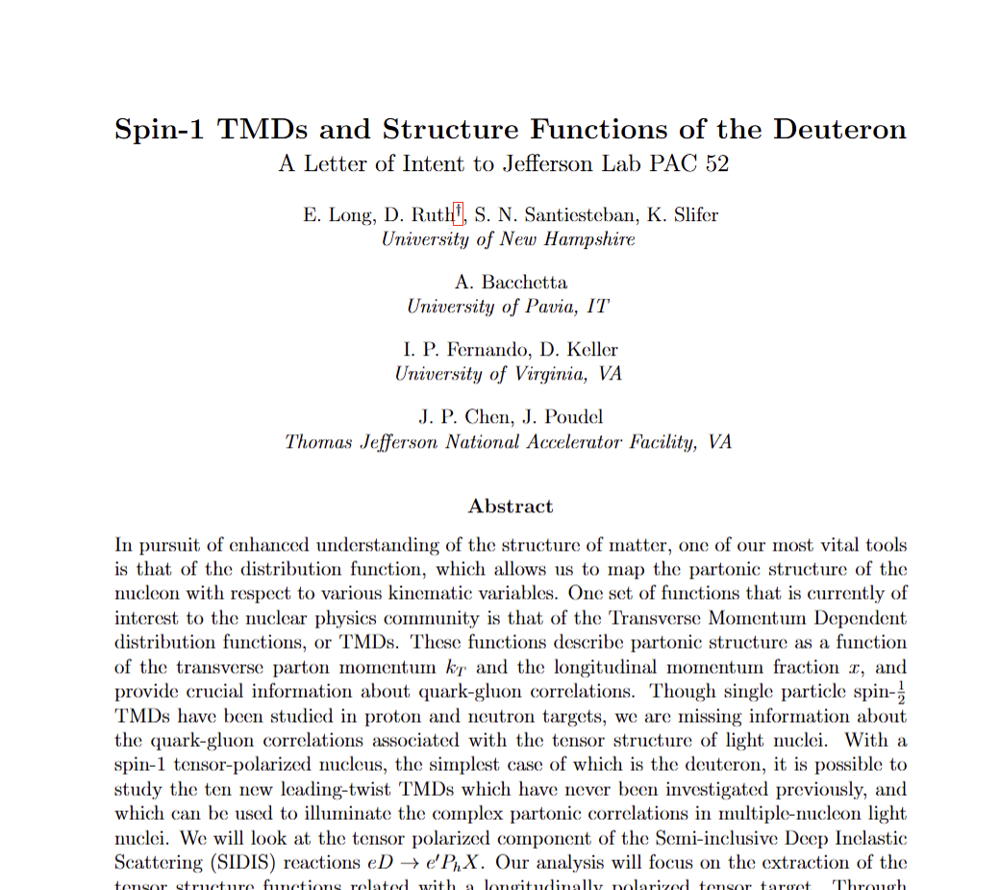 Spin-1 TMDs and Structure Functions of the Deuteron
A Letter of Intent to Jefferson Lab PAC 52
E. Long, D. Ruth†, S. N. Santiesteban, K. Slifer
University of New Hampshire
A. Bacchetta
University of Pavia, IT
I. P. Fernando, D. Keller
University of Virginia, VA
J. P. Chen, J. Poudel
Thomas Jefferson National Accelerator Facility, VA
Abstract
In pursuit of enhanced understanding of the structure of matter, one of our most vital tools
is that of the distribution function, which allows us to map the partonic structure of the
nucleon with respect to various kinematic variables. One set of functions that is currently of
interest to the nuclear physics community is that of the Transverse Momentum Dependent
distribution functions, or TMDs. These functions describe partonic structure as a function
of the transverse parton momentum k_T and the longitudinal momentum fraction x, and
provide crucial information about quark-gluon correlations. Though single particle spin-1/2
TMDs have been studied in proton and neutron targets, we are missing information about
the quark-gluon correlations associated with the tensor structure of light nuclei. With a
spin-1 tensor-polarized nucleus, the simplest case of which is the deuteron, it is possible to
study the ten new leading-twist TMDs which have never been investigated previously, and
which can be used to illuminate the complex partonic correlations in multiple-nucleon light
nuclei. We will look at the tensor polarized component of the Semi-inclusive Deep Inelastic
Scattering (SIDIS) reactions eD → e′P_hX. Our analysis will focus on the extraction of the
tensor structure functions related with a longitudinally polarized tensor target. Through